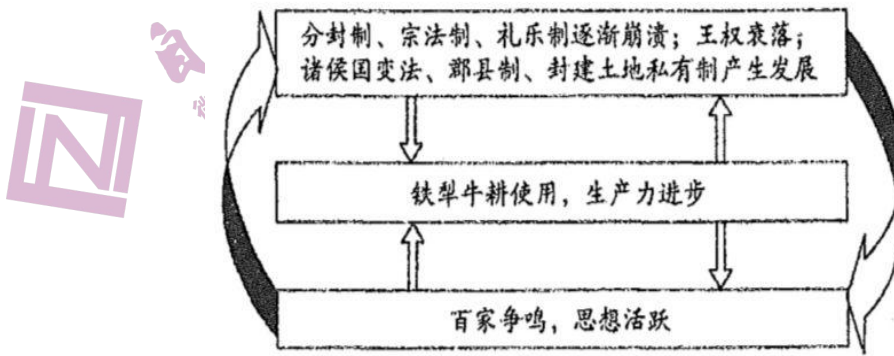 分封制、宗法制、礼乐制逐渐崩溃；王权衰落；
诸侯国变法、郡县制、封建土地私有制产生发展
铁犁牛耕使用，生产力进步
百家争鸣，思想活跃